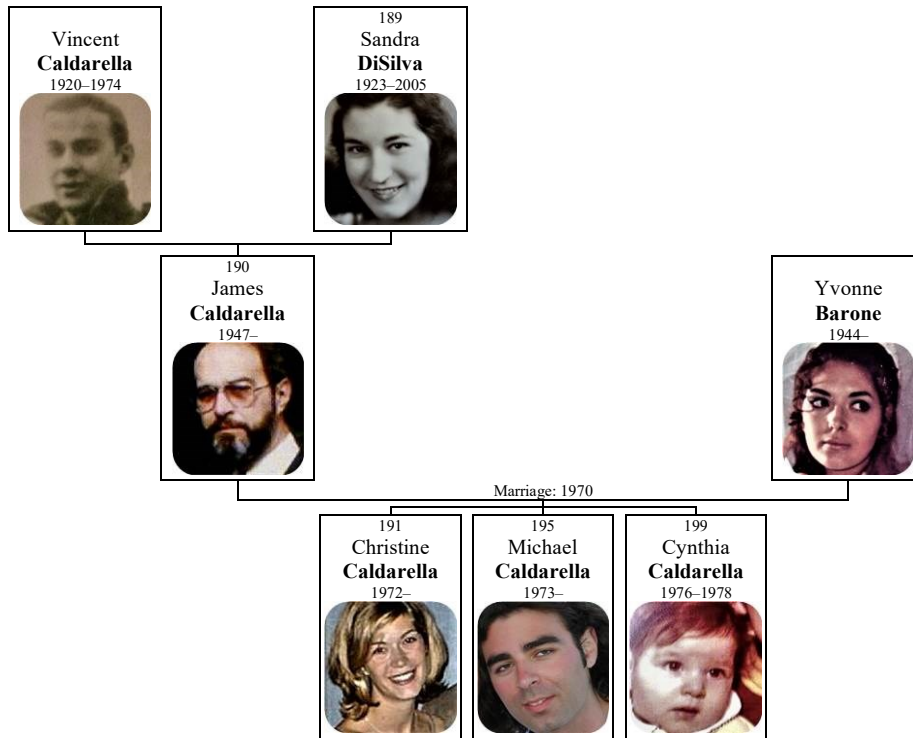 Vincent
Caldarella
1920–1974
189
Sandra
DiSilva
1923–2005
190
James
Caldarella
1947–
Yvonne
Barone
1944–
Marriage: 1970
191
Christine
Caldarella
1972–
195
Michael
Caldarella
1973–
199
Cynthia
Caldarella
1976–1978